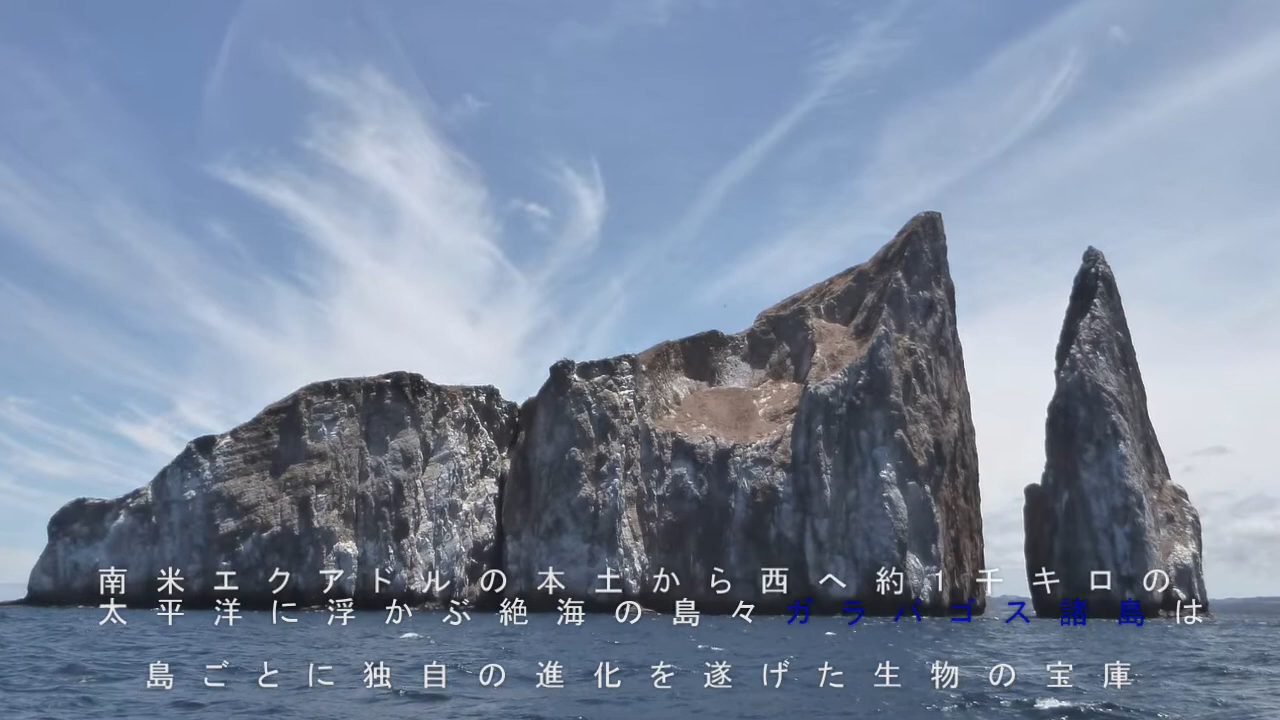 南米エクアドルの本土から西へ約1千キロの
太平洋に浮かぶ絶海の島々ガラパゴス諸島は
島ごとに独自の進化を遂げた生物の宝庫